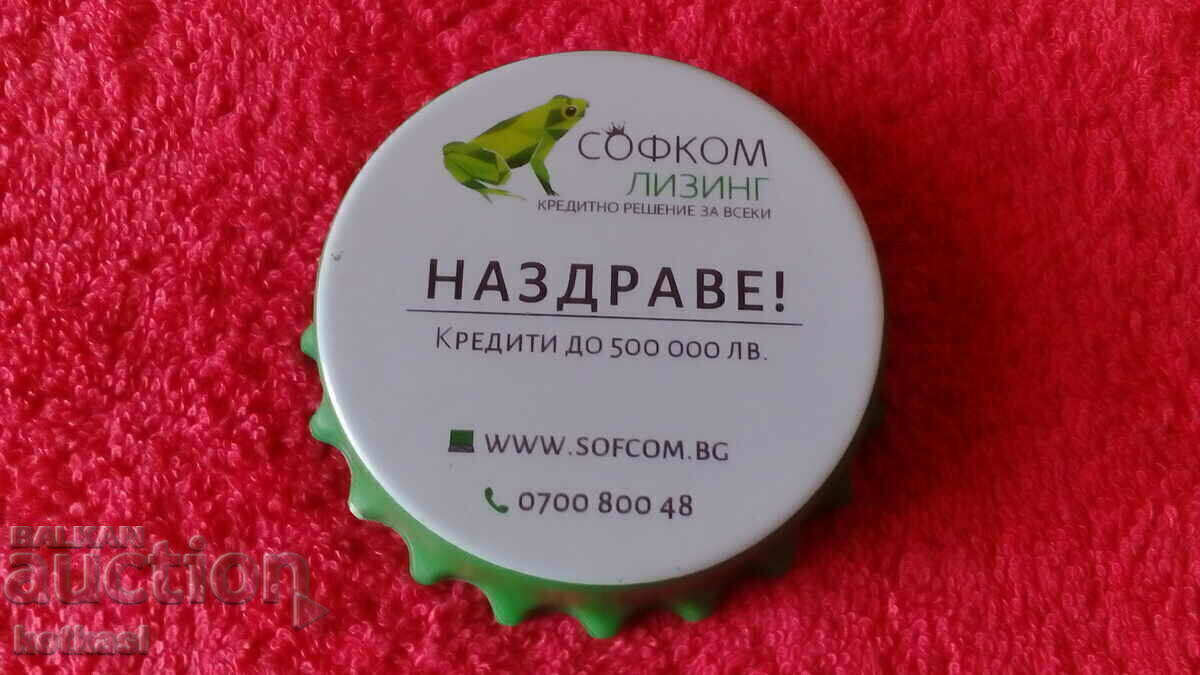 СОФКОМ
ЛИЗИНГ
КРЕДИТНО РЕШЕНИЕ ЗА ВСЕКИ
НАЗДРАВЕ!
КРЕДИТИ ДО 500 000 ЛВ.
WWW.SOFCOM.BG
0700 800 48
BALKAN
auction
kotkasi